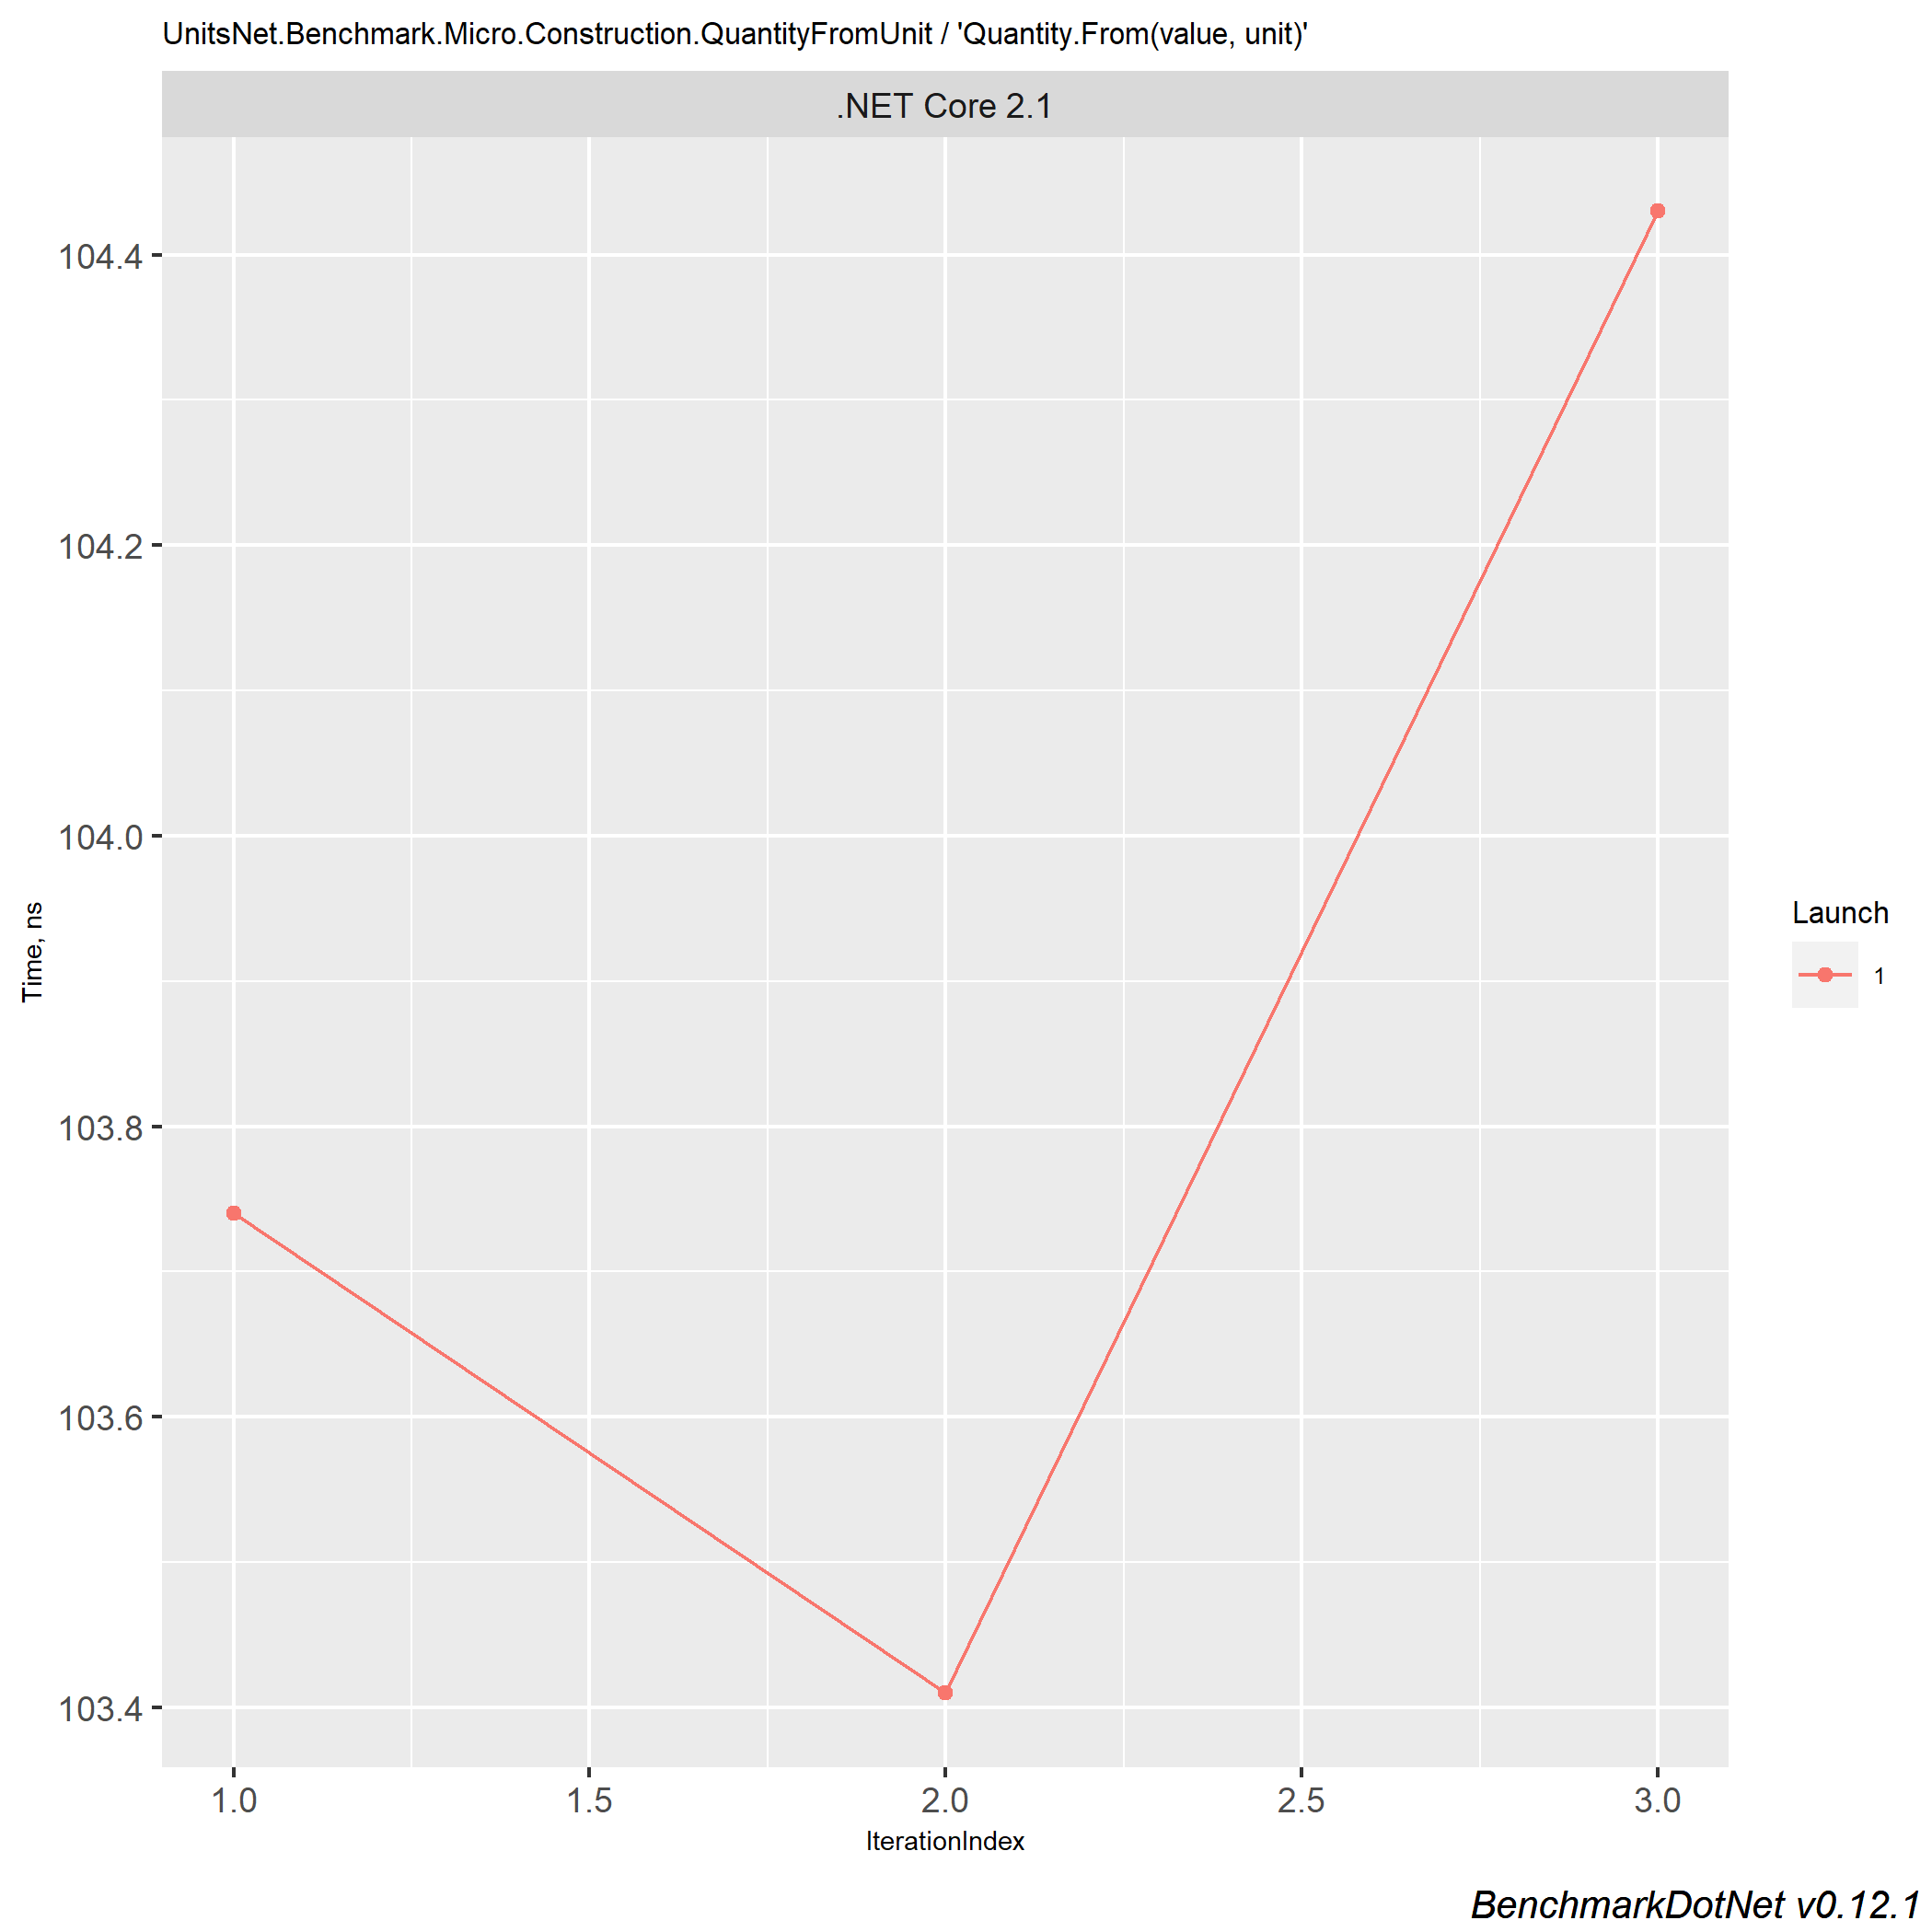 UnitsNet.Benchmark.Micro.Construction.QuantityFromUnit / 'Quantity.From(value, unit)'
.NET Core 2.1
104.4
104.2
104.0
103.8
103.6
103.4
Time, ns
1.0 1.5 2.0 2.5 3.0
IterationIndex
Launch
1
BenchmarkDotNet v0.12.1